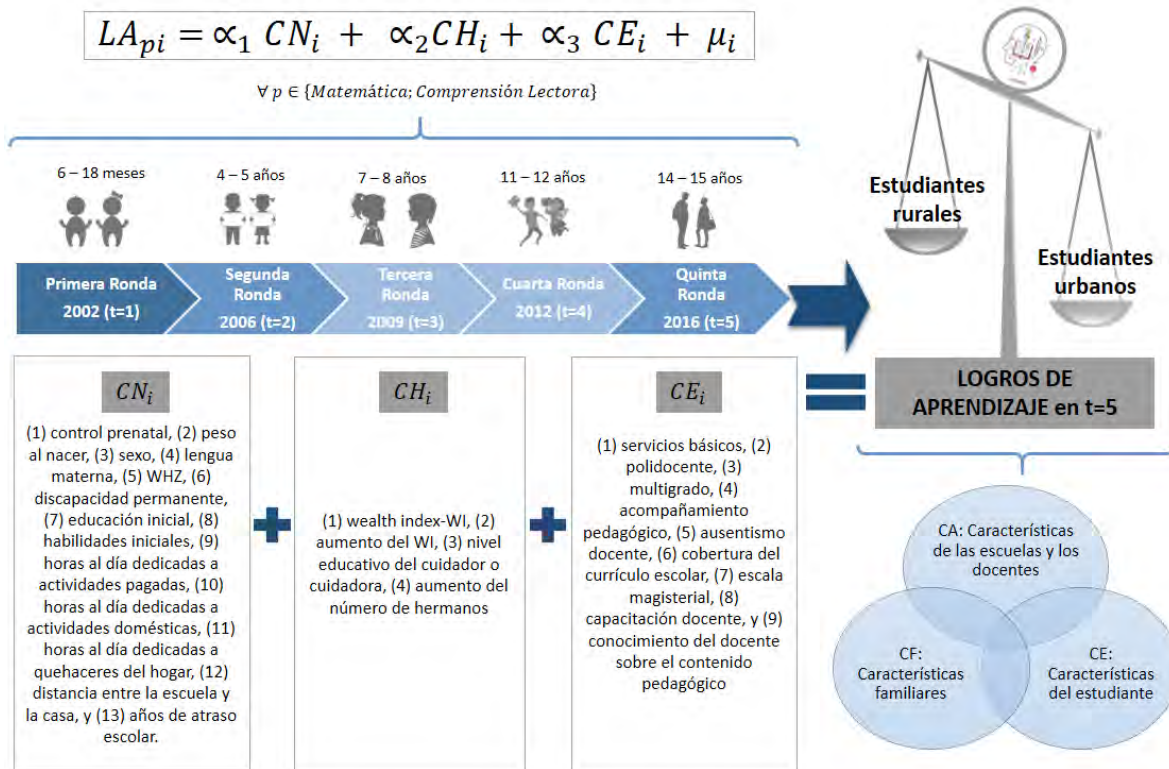 LA_{pi} = ∝_1 CN_i + ∝_2CH_i + ∝_3 CE_i + μ_i
∀ p ∈ {Matemática; Comprensión Lectora}
6 – 18 meses
4 – 5 años
7 – 8 años
11 – 12 años
14 – 15 años
Primera Ronda
2002 (t=1)
Segunda
Ronda
2006 (t=2)
Tercera
Ronda
2009 (t=3)
Cuarta Ronda
2012 (t=4)
Quinta
Ronda
2016 (t=5)
Estudiantes
rurales
Estudiantes
urbanos
CN_i
(1) control prenatal, (2) peso
al nacer, (3) sexo, (4) lengua
materna, (5) WHZ, (6)
discapacidad permanente,
(7) educación inicial, (8)
habilidades iniciales, (9)
horas al día dedicadas a
actividades pagadas, (10)
horas al día dedicadas a
actividades domésticas, (11)
horas al día dedicadas a
quehaceres del hogar, (12)
distancia entre la escuela y
la casa, y (13) años de atraso
escolar.
+
CH_i
(1) wealth index-WI, (2)
aumento del WI, (3) nivel
educativo del cuidador o
cuidadora, (4) aumento del
número de hermanos
+
CE_i
(1) servicios básicos, (2)
polidocente, (3)
multigrado, (4)
acompañamiento
pedagógico, (5) ausentismo
docente, (6) cobertura del
currículo escolar, (7) escala
magisterial, (8)
capacitación docente, y (9)
conocimiento del docente
sobre el contenido
pedagógico
=
LOGROS DE
APRENDIZAJE en t=5
CA: Características
de las escuelas y los
docentes
CF:
Características
familiares
CE:
Características
del estudiante